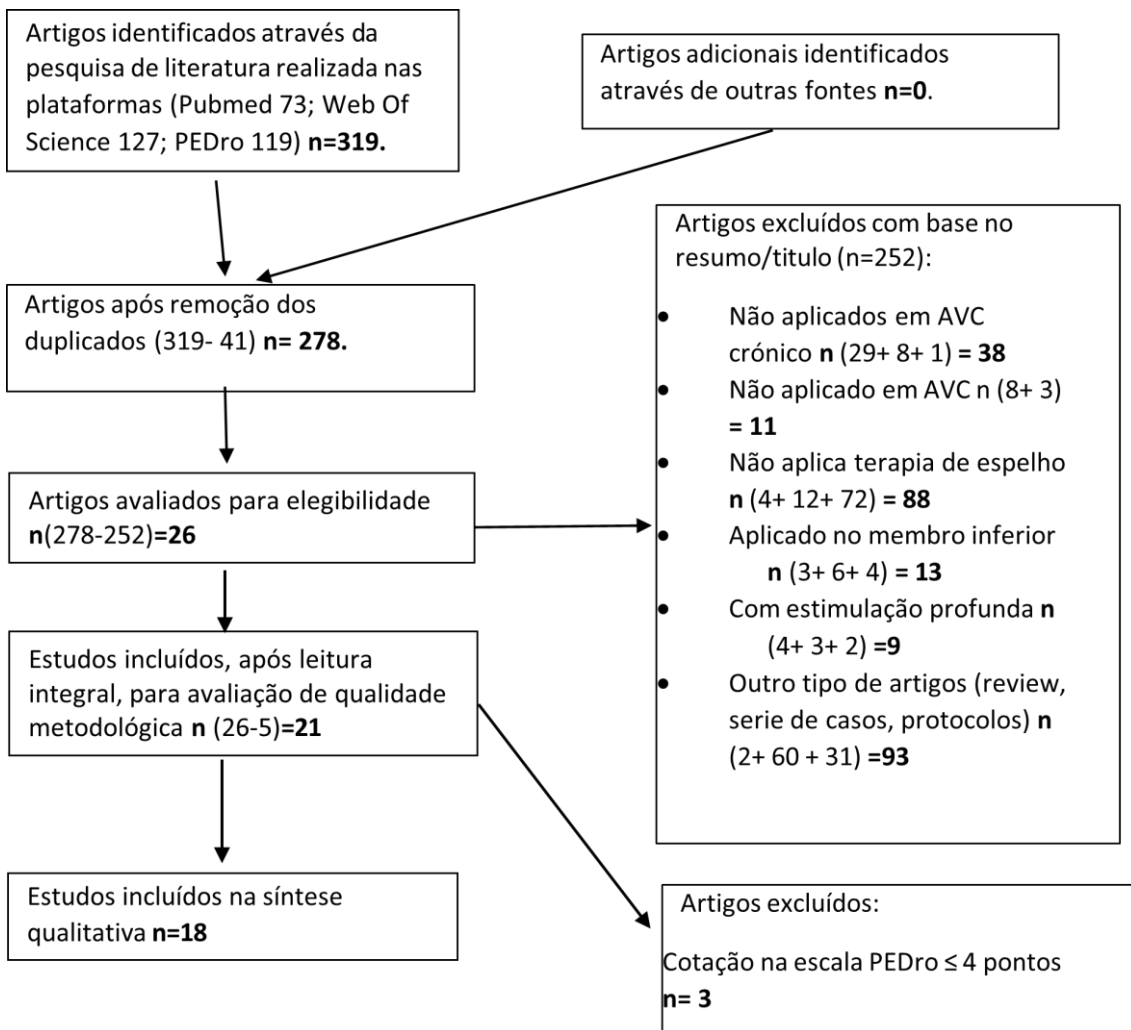 Artigos identificados através da
pesquisa de literatura realizada nas
plataformas (Pubmed 73; Web Of
Science 127; PEDro 119) n=319.
Artigos adicionais identificados
através de outras fontes n=0.
Artigos após remoção dos
duplicados (319- 41) n= 278.
Artigos excluídos com base no
resumo/titulo (n=252):
• Não aplicados em AVC
crónico n (29+ 8+ 1) = 38
• Não aplicado em AVC n (8+ 3)
= 11
• Não aplica terapia de espelho
n (4+ 12+ 72) = 88
• Aplicado no membro inferior
n (3+ 6+ 4) = 13
• Com estimulação profunda n
(4+ 3+ 2) =9
• Outro tipo de artigos (review,
serie de casos, protocolos) n
(2+ 60 + 31) =93
Artigos avaliados para elegibilidade
n(278-252)=26
Estudos incluídos, após leitura
integral, para avaliação de qualidade
metodológica n (26-5)=21
Estudos incluídos na síntese
qualitativa n=18
Artigos excluídos:
Cotação na escala PEDro ≤ 4 pontos
n= 3